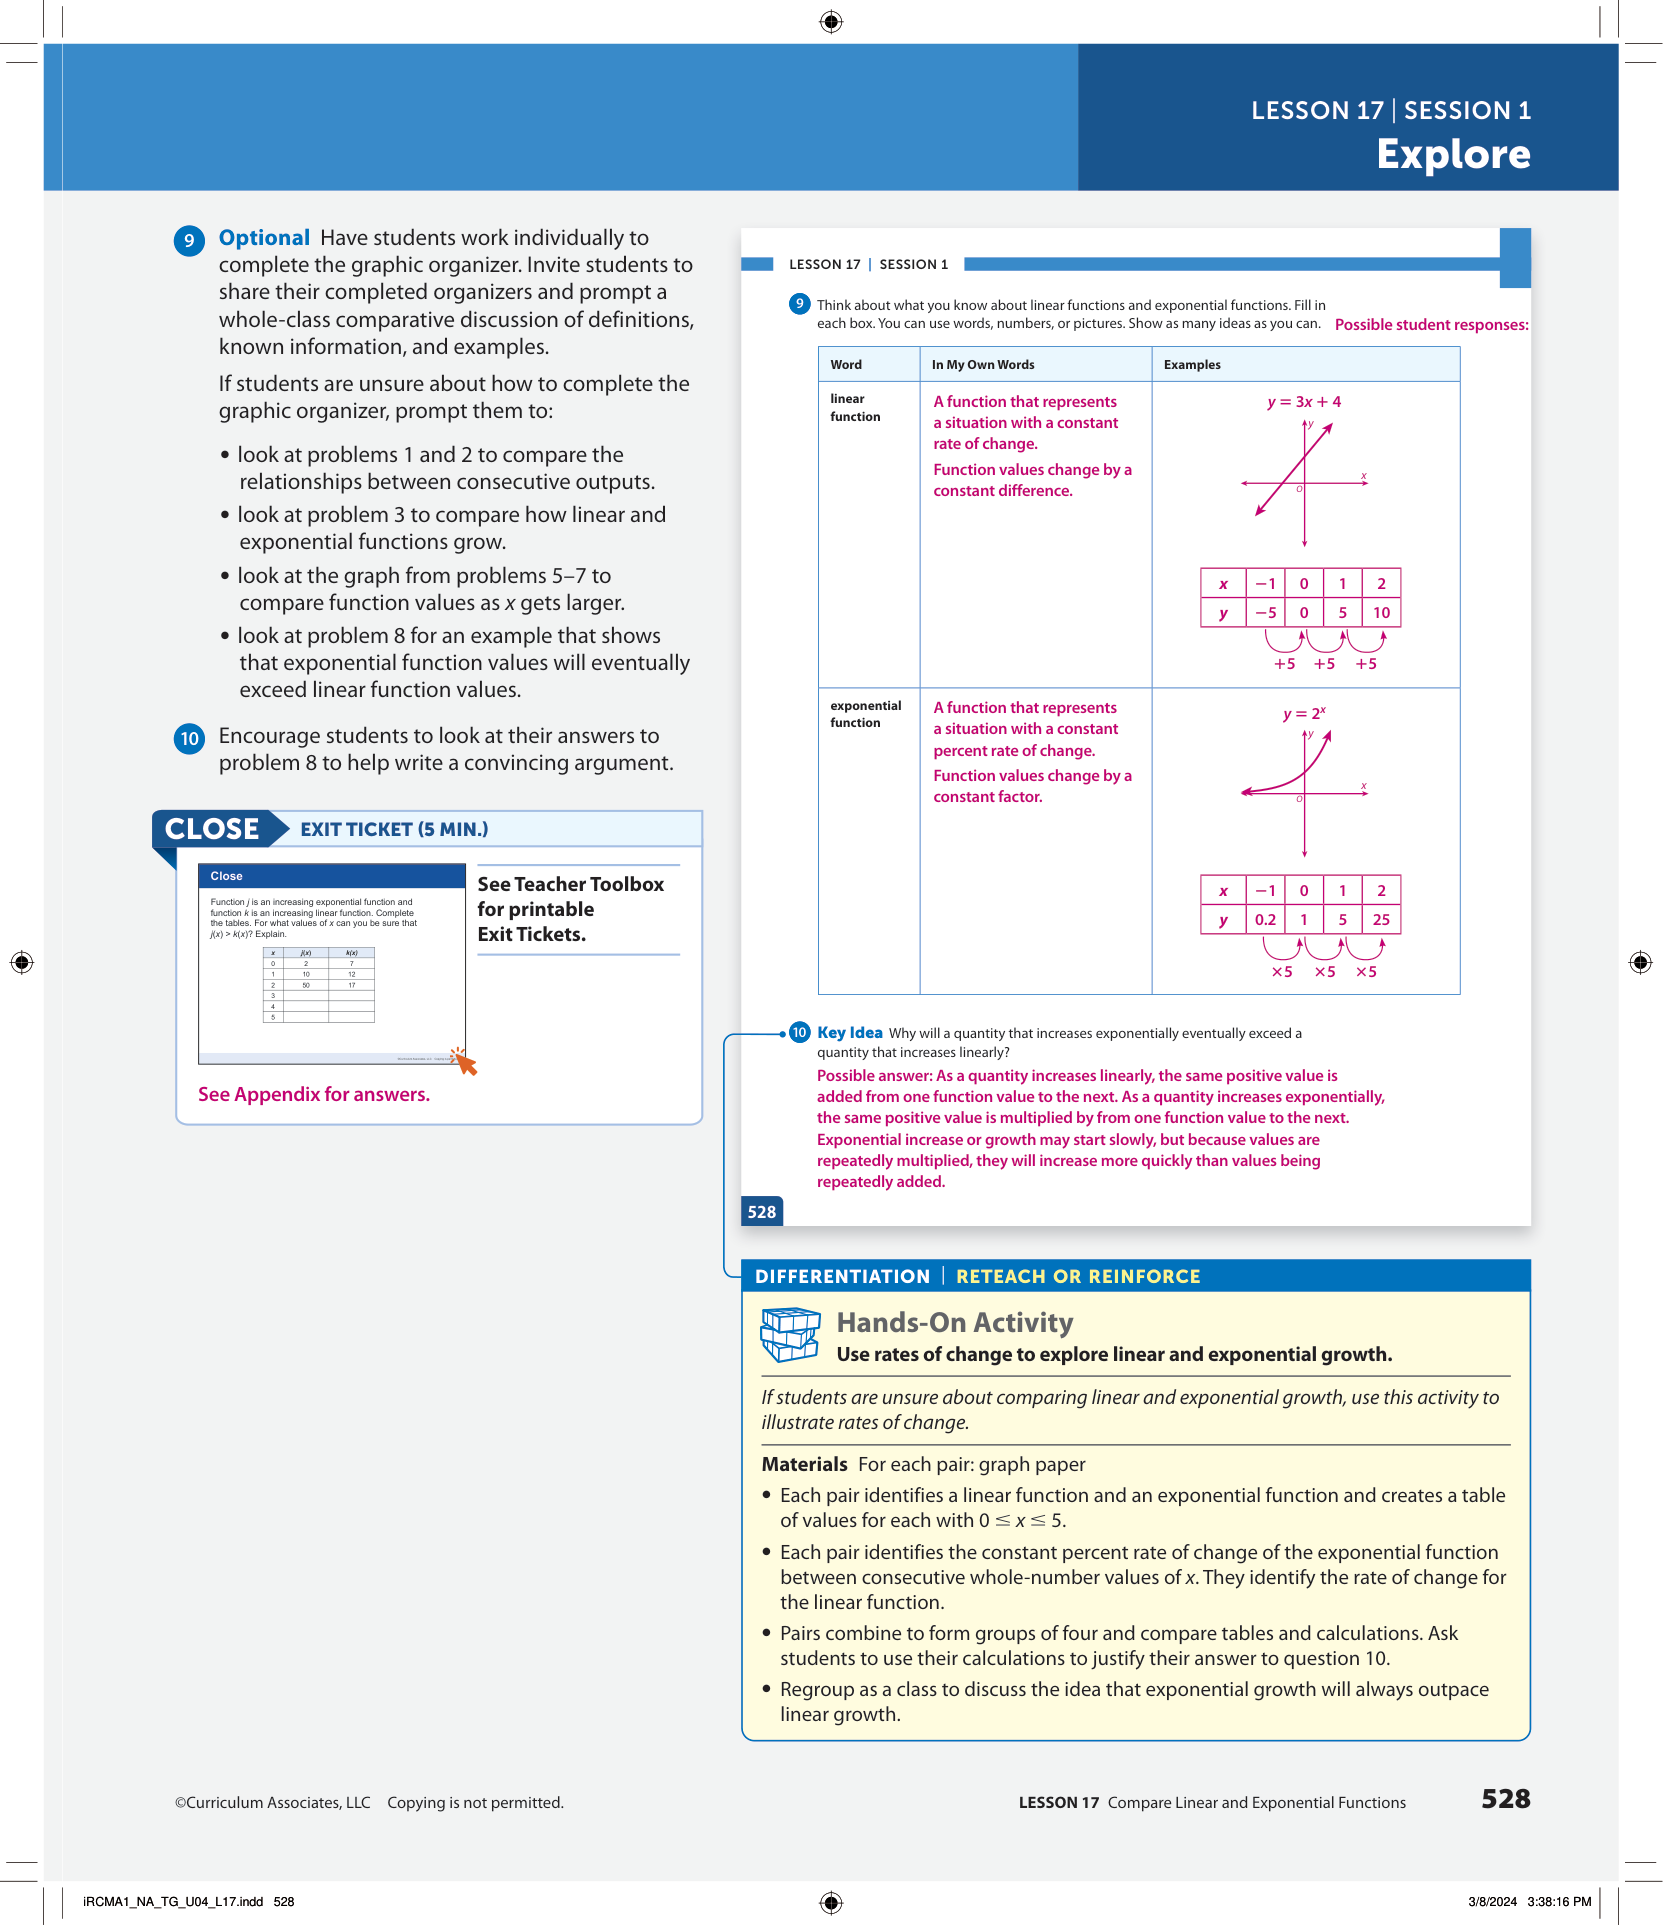 LESSON 17 | SESSION 1
Explore
9 Optional Have students work individually to
complete the graphic organizer. Invite students to
share their completed organizers and prompt a
whole-class comparative discussion of definitions,
known information, and examples.
If students are unsure about how to complete the
graphic organizer, prompt them to:
• look at problems 1 and 2 to compare the
relationships between consecutive outputs.
• look at problem 3 to compare how linear and
exponential functions grow.
• look at the graph from problems 5–7 to
compare function values as x gets larger.
• look at problem 8 for an example that shows
that exponential function values will eventually
exceed linear function values.
10 Encourage students to look at their answers to
problem 8 to help write a convincing argument.
CLOSE EXIT TICKET (5 MIN.)
Close
Function j is an increasing exponential function and
function k is an increasing linear function. Complete
the tables. For what values of x can you be sure that
j(x) > k(x)? Explain.
x j(x) k(x)
0 2 7
1 10 12
2 50 17
3
4
5
See Teacher Toolbox
for printable
Exit Tickets.
See Appendix for answers.
LESSON 17 | SESSION 1
9 Think about what you know about linear functions and exponential functions. Fill in
each box. You can use words, numbers, or pictures. Show as many ideas as you can. Possible student responses:
Word In My Own Words Examples
linear
function
A function that represents
a situation with a constant
rate of change.
Function values change by a
constant difference.
y = 3x + 4
y
x
O
x −1 0 1 2
y −5 0 5 10
+5 +5 +5
exponential
function
A function that represents
a situation with a constant
percent rate of change.
Function values change by a
constant factor.
y = 2ˣ
y
x
O
x −1 0 1 2
y 0.2 1 5 25
×5 ×5 ×5
10 Key Idea Why will a quantity that increases exponentially eventually exceed a
quantity that increases linearly?
Possible answer: As a quantity increases linearly, the same positive value is
added from one function value to the next. As a quantity increases exponentially,
the same positive value is multiplied by from one function value to the next.
Exponential increase or growth may start slowly, but because values are
repeatedly multiplied, they will increase more quickly than values being
repeatedly added.
528
DIFFERENTIATION | RETEACH OR REINFORCE
Hands-On Activity
Use rates of change to explore linear and exponential growth.
If students are unsure about comparing linear and exponential growth, use this activity to
illustrate rates of change.
Materials For each pair: graph paper
• Each pair identifies a linear function and an exponential function and creates a table
of values for each with 0 ≤ x ≤ 5.
• Each pair identifies the constant percent rate of change of the exponential function
between consecutive whole-number values of x. They identify the rate of change for
the linear function.
• Pairs combine to form groups of four and compare tables and calculations. Ask
students to use their calculations to justify their answer to question 10.
• Regroup as a class to discuss the idea that exponential growth will always outpace
linear growth.
©Curriculum Associates, LLC Copying is not permitted.
LESSON 17 Compare Linear and Exponential Functions 528
iRCMA1_NA_TG_U04_L17.indd 528
3/8/2024 3:38:16 PM